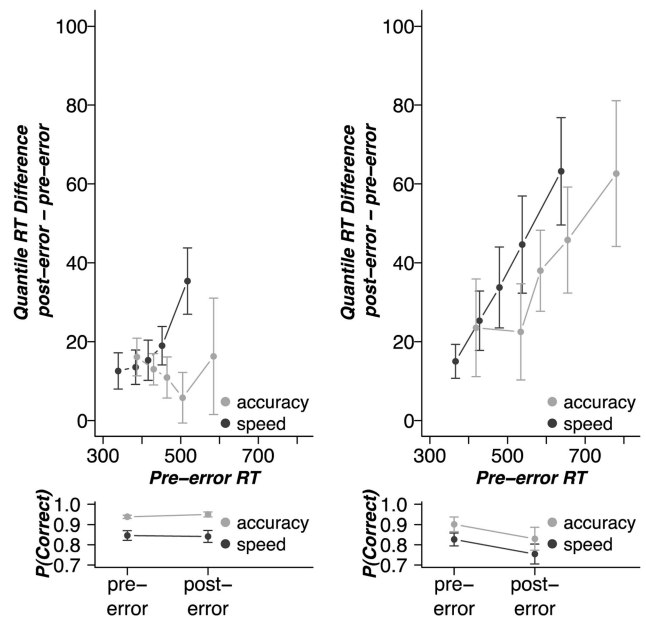 100
80
60
40
20
0
Quantile RT Difference
post–error – pre–error
300 500 700
Pre–error RT
accuracy
speed
100
80
60
40
20
0
Quantile RT Difference
post–error – pre–error
300 500 700
Pre–error RT
accuracy
speed
1.0
0.9
0.8
0.7
P(Correct)
accuracy
speed
pre–
error
post–
error
1.0
0.9
0.8
0.7
P(Correct)
accuracy
speed
pre–
error
post–
error